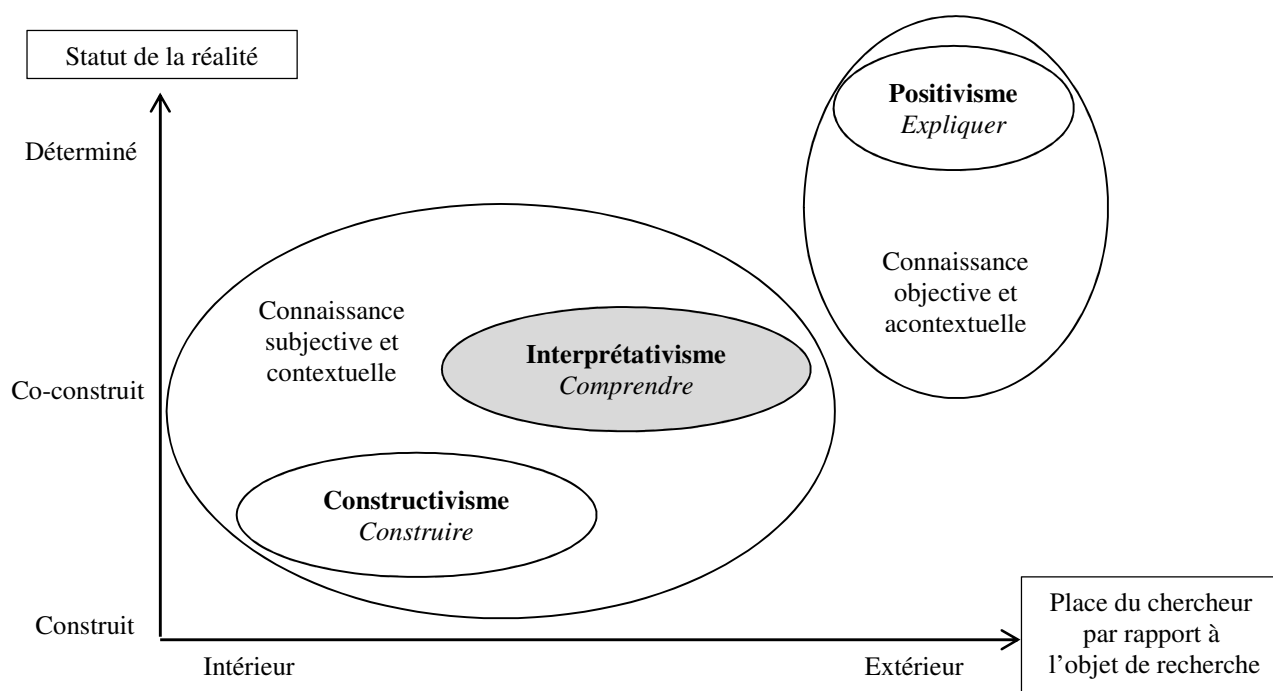 Statut de la réalité
Positivisme
Expliquer
Déterminé
Connaissance
objective et
acontextuelle
Connaissance
subjective et
contextuelle
Interprétativisme
Comprendre
Co-construit
Constructivisme
Construire
Construit
Place du chercheur
par rapport à
l’objet de recherche
Intérieur
Extérieur